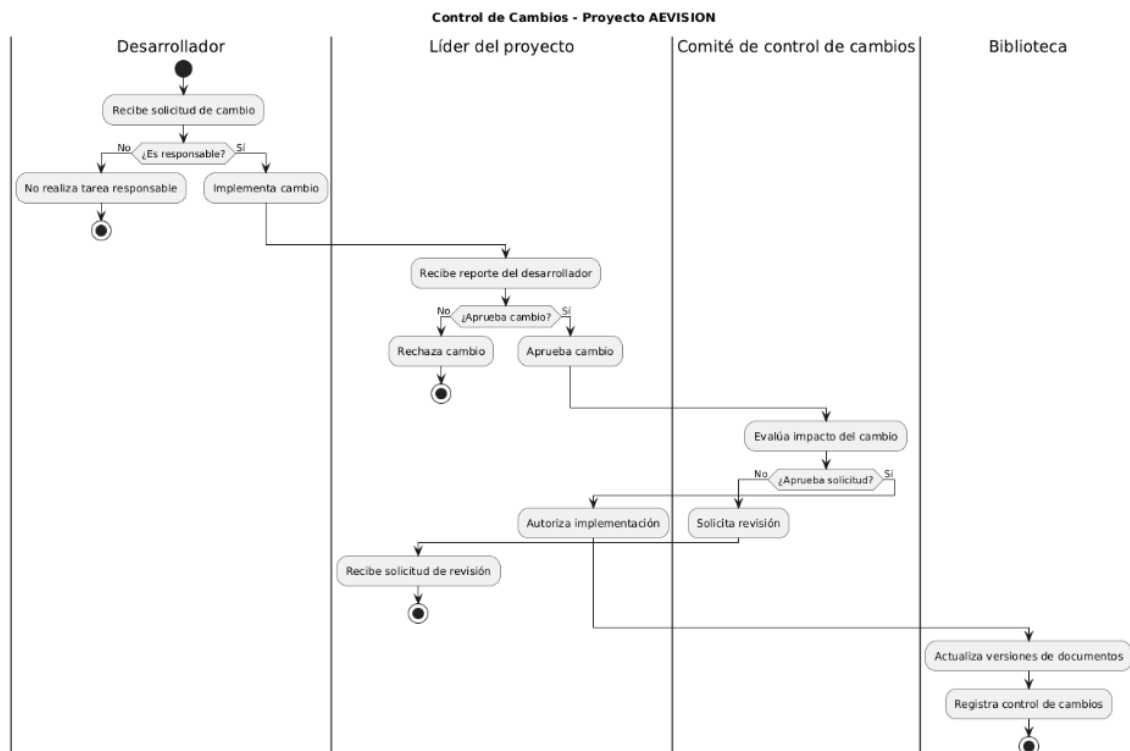 Control de Cambios - Proyecto AEVISION
Desarrollador
Líder del proyecto
Comité de control de cambios
Biblioteca
Recibe solicitud de cambio
No
¿Es responsable?
Sí
No realiza tarea responsable
Implementa cambio
Recibe reporte del desarrollador
No
¿Aprueba cambio?
Sí
Rechaza cambio
Aprueba cambio
Evalúa impacto del cambio
No
¿Aprueba solicitud?
Sí
Autoriza implementación
Solicita revisión
Recibe solicitud de revisión
Actualiza versiones de documentos
Registra control de cambios